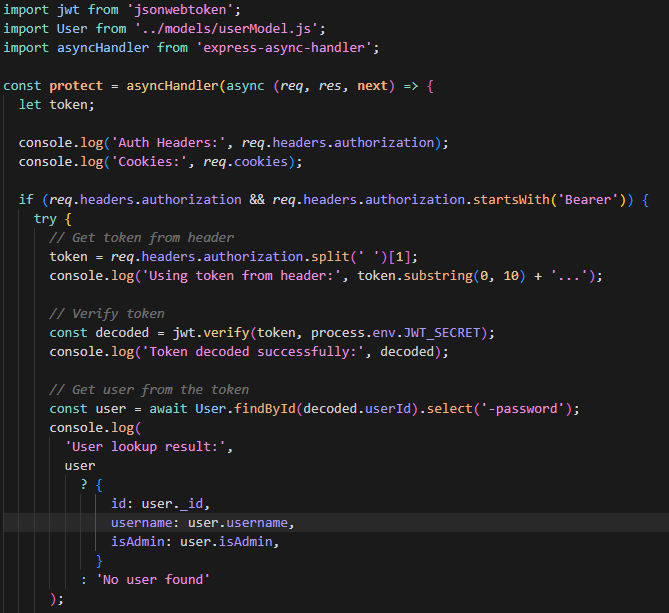 import jwt from 'jsonwebtoken';
import User from '../models/userModel.js';
import asyncHandler from 'express-async-handler';

const protect = asyncHandler(async (req, res, next) => {
  let token;

  console.log('Auth Headers:', req.headers.authorization);
  console.log('Cookies:', req.cookies);

  if (req.headers.authorization && req.headers.authorization.startsWith('Bearer')) {
    try {
      // Get token from header
      token = req.headers.authorization.split(' ')[1];
      console.log('Using token from header:', token.substring(0, 10) + '...');

      // Verify token
      const decoded = jwt.verify(token, process.env.JWT_SECRET);
      console.log('Token decoded successfully:', decoded);

      // Get user from the token
      const user = await User.findById(decoded.userId).select('-password');
      console.log(
        'User lookup result:',
        user
          ? {
              id: user._id,
              username: user.username,
              isAdmin: user.isAdmin,
            }
          : 'No user found'
      );